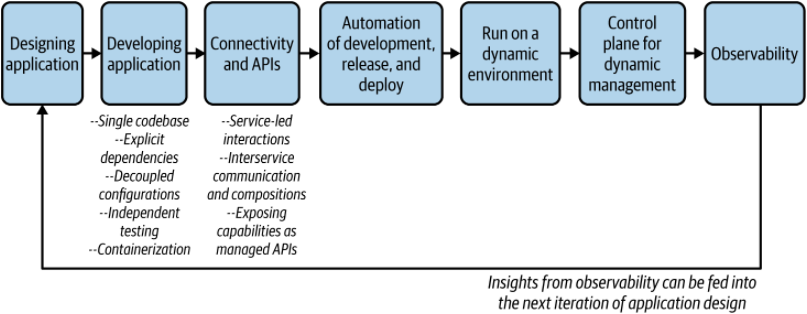 Designing
application
Developing
application
Connectivity
and APIs
Automation
of development,
release, and
deploy
Run on a
dynamic
environment
Control
plane for
dynamic
management
Observability
--Single codebase
--Explicit
dependencies
--Decoupled
configurations
--Independent
testing
--Containerization
--Service-led
interactions
--Interservice
communication
and compositions
--Exposing
capabilities as
managed APIs
Insights from observability can be fed into
the next iteration of application design